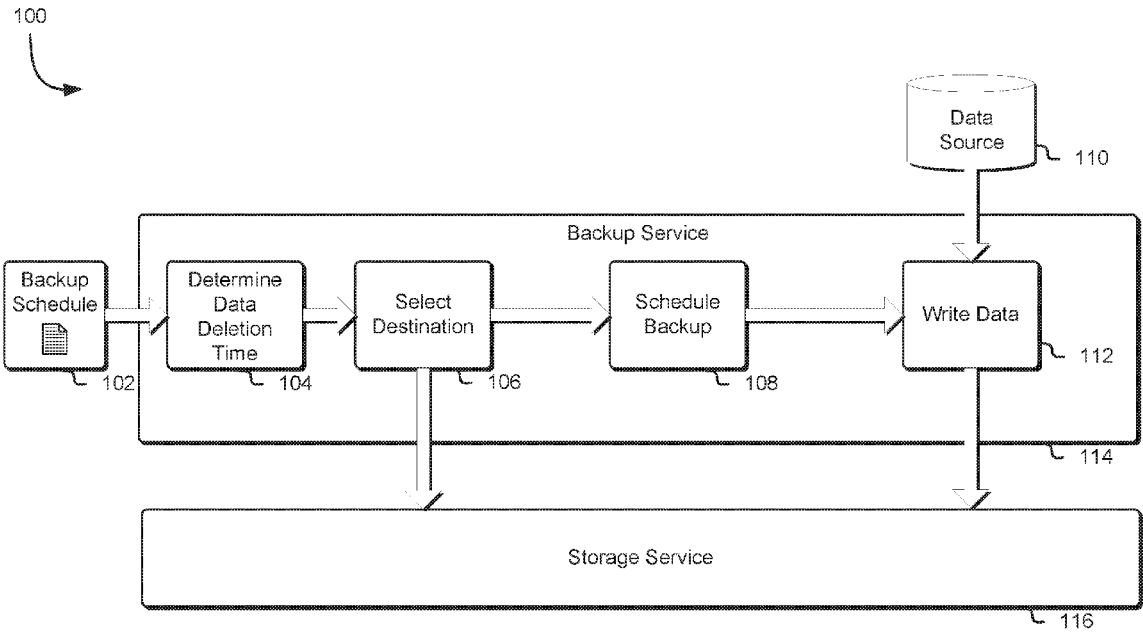 100
Data
Source
110
Backup Service
Backup
Schedule
102
Determine
Data
Deletion
Time
104
Select
Destination
106
Schedule
Backup
108
Write Data
112
114
Storage Service
116